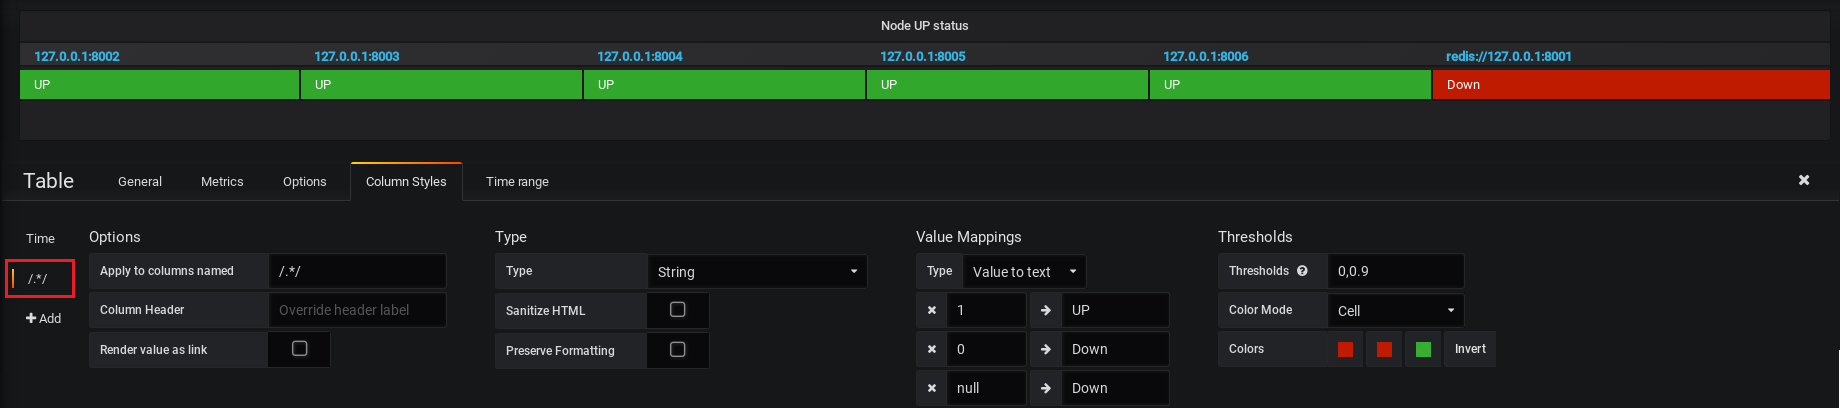 Node UP status
127.0.0.1:8002 127.0.0.1:8003 127.0.0.1:8004 127.0.0.1:8005 127.0.0.1:8006 redis://127.0.0.1:8001
UP UP UP UP UP Down
Table General Metrics Options Column Styles Time range
Time Options Type Value Mappings Thresholds
Apply to columns named /.*/ Type String Type Value to text Thresholds 0,0.9
/.*/
Column Header Override header label Sanitize HTML 1 UP Color Mode Cell
Add
Render value as link Preserve Formatting 0 Down Colors Invert
null Down